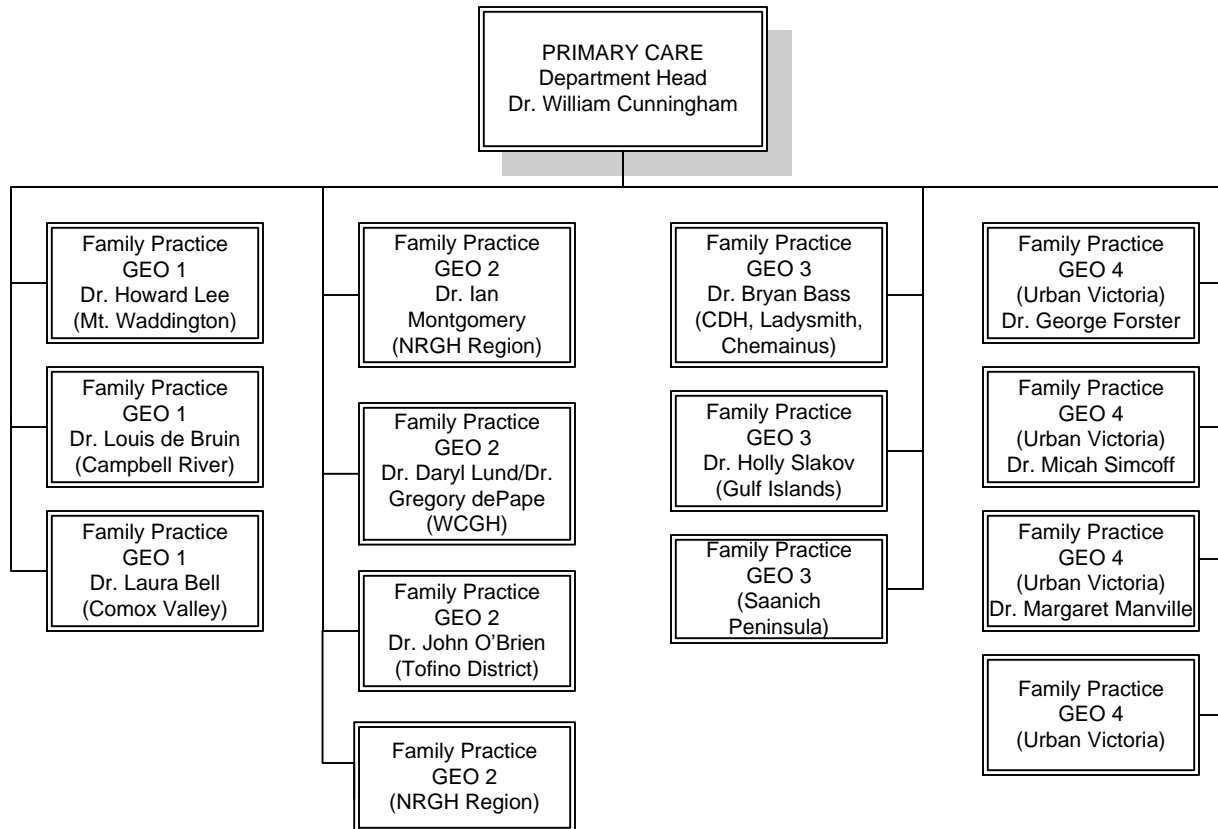 PRIMARY CARE
Department Head
Dr. William Cunningham
Family Practice
GEO 1
Dr. Howard Lee
(Mt. Waddington)
Family Practice
GEO 1
Dr. Louis de Bruin
(Campbell River)
Family Practice
GEO 1
Dr. Laura Bell
(Comox Valley)
Family Practice
GEO 2
Dr. Ian
Montgomery
(NRGH Region)
Family Practice
GEO 2
Dr. Daryl Lund/Dr.
Gregory dePape
(WCGH)
Family Practice
GEO 2
Dr. John O’Brien
(Tofino District)
Family Practice
GEO 2
(NRGH Region)
Family Practice
GEO 3
Dr. Bryan Bass
(CDH, Ladysmith,
Chemainus)
Family Practice
GEO 3
Dr. Holly Slakov
(Gulf Islands)
Family Practice
GEO 3
(Saanich
Peninsula)
Family Practice
GEO 4
(Urban Victoria)
Dr. George Forster
Family Practice
GEO 4
(Urban Victoria)
Dr. Micah Simcoff
Family Practice
GEO 4
(Urban Victoria)
Dr. Margaret Manville
Family Practice
GEO 4
(Urban Victoria)